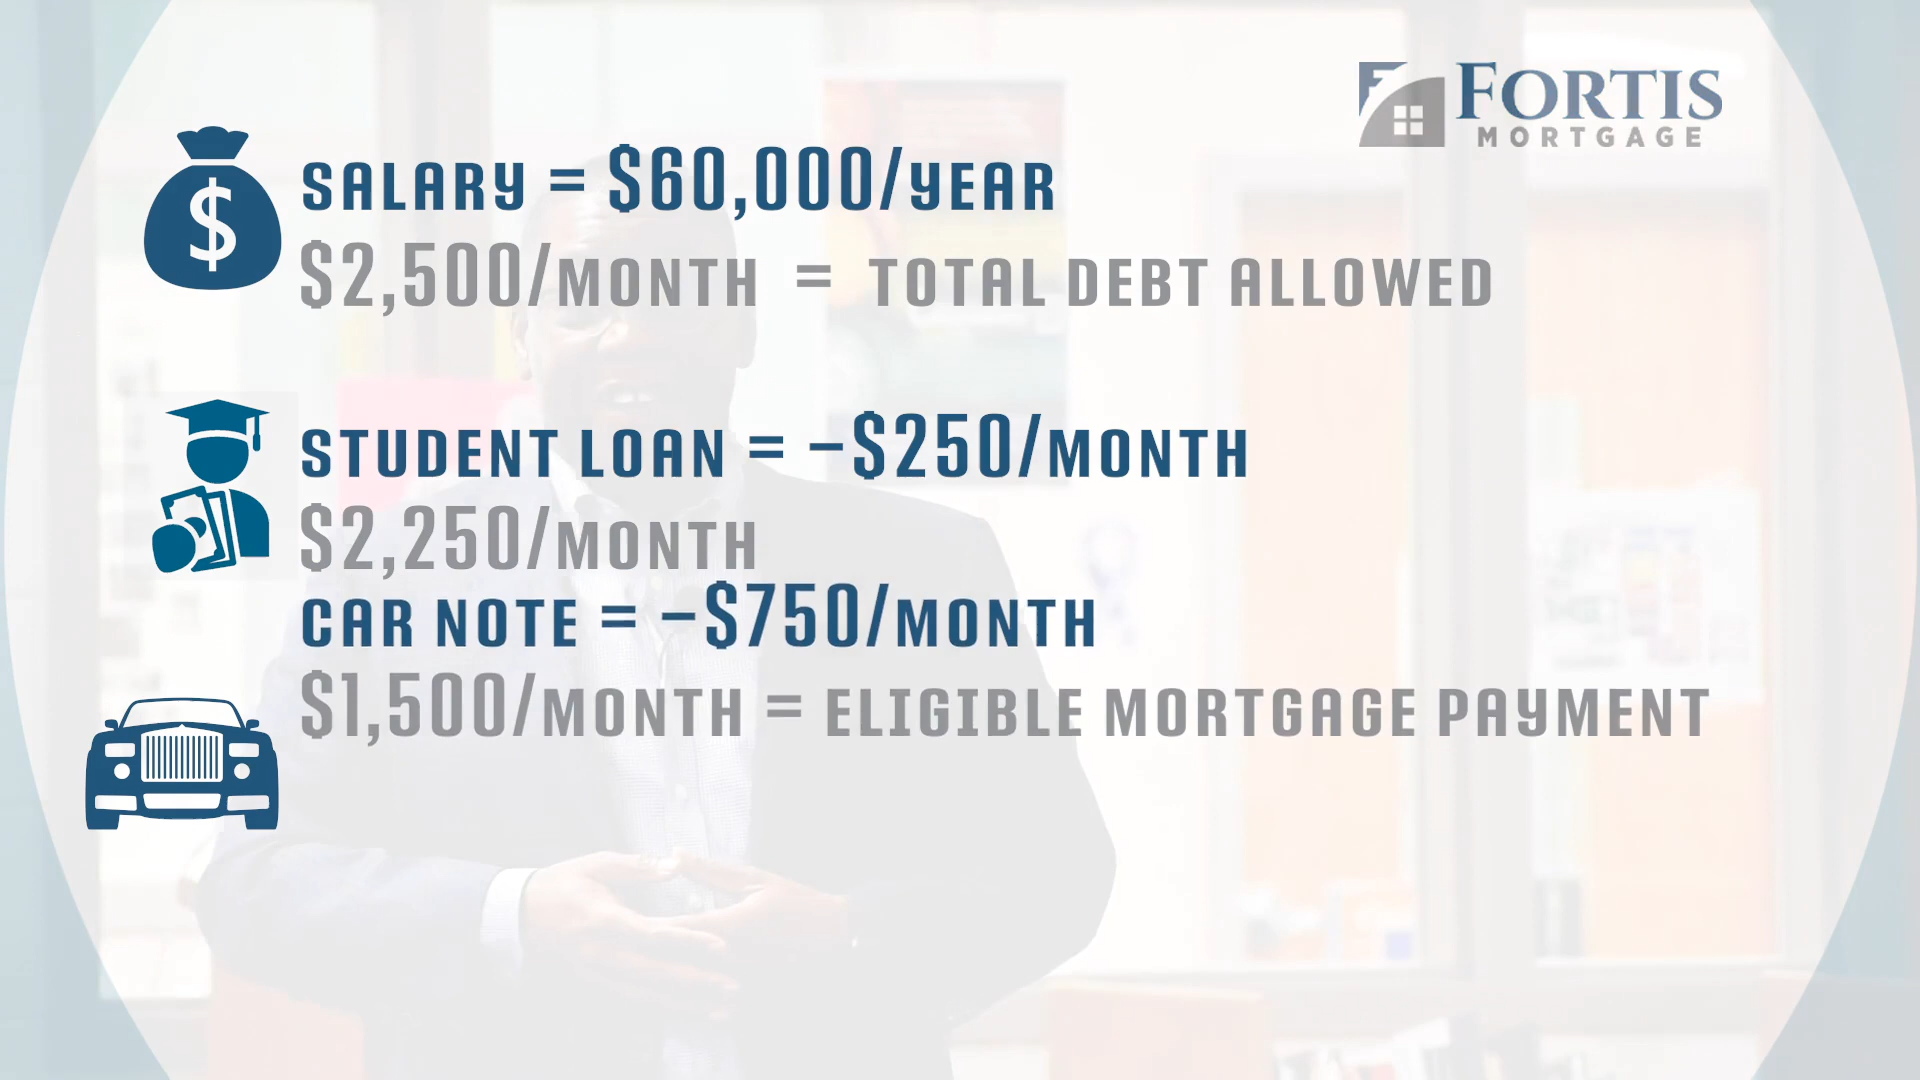 FORTIS
MORTGAGE
SALARY = $60,000/YEAR
$2,500/MONTH = TOTAL DEBT ALLOWED
STUDENT LOAN = -$250/MONTH
$2,250/MONTH
CAR NOTE = -$750/MONTH
$1,500/MONTH = ELIGIBLE MORTGAGE PAYMENT